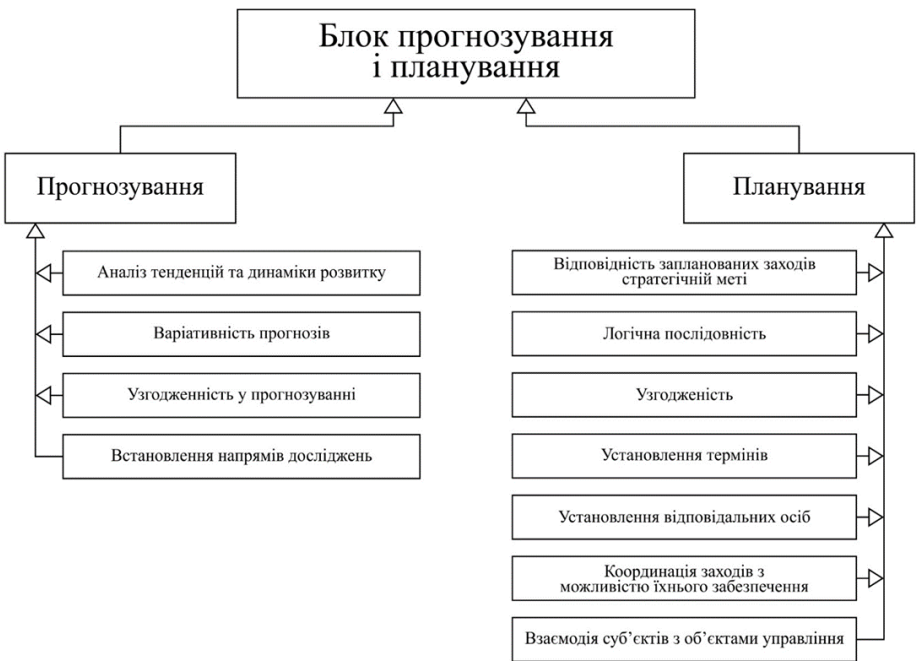 Блок прогнозування
і планування
Прогнозування
Планування
Аналіз тенденцій та динаміки розвитку
Варіативність прогнозів
Узгодженність у прогнозуванні
Встановлення напрямів досліджень
Відповідність запланованих заходів
стратегічній меті
Логічна послідовність
Узгодженість
Установлення термінів
Установлення відповідальних осіб
Координація заходів з
можливістю їхнього забезпечення
Взаємодія суб’єктів з об’єктами управління